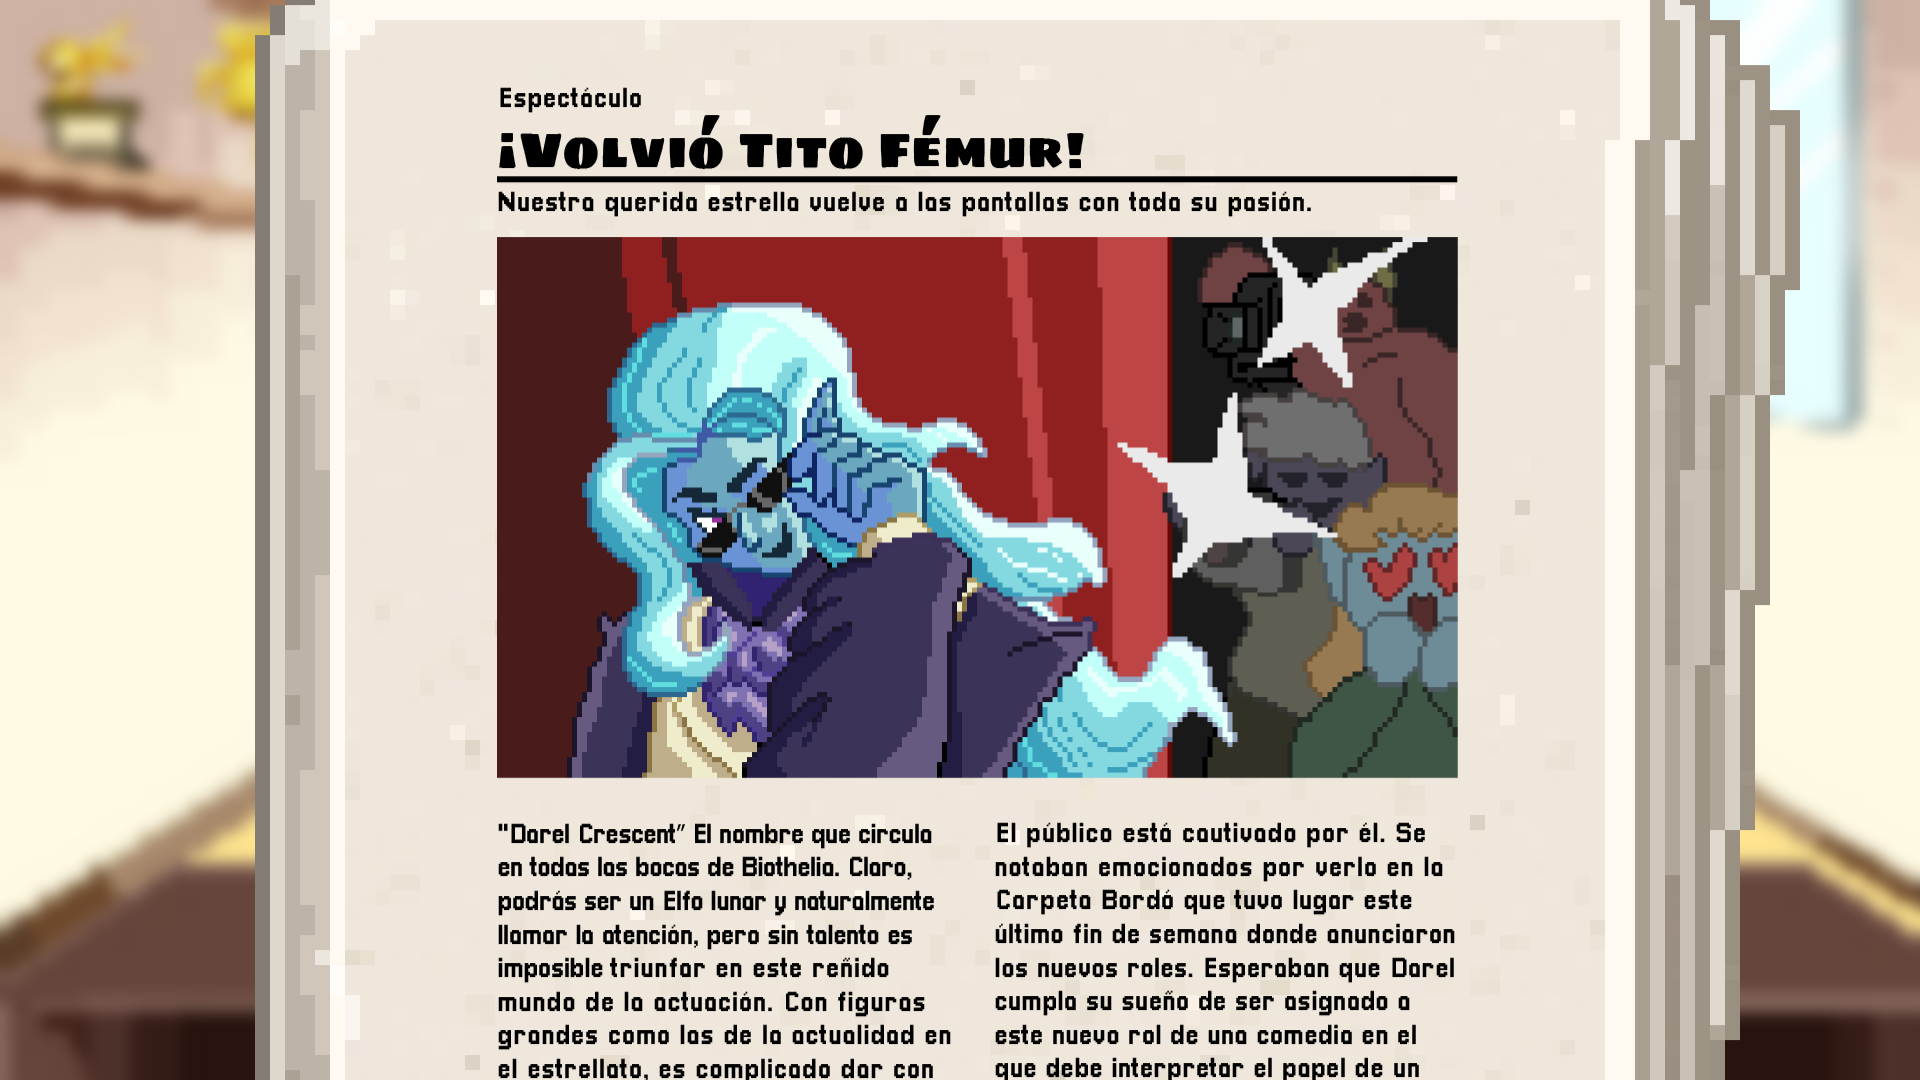 Espectáculo
¡Volvió Tito Fémur!
Nuestra querida estrella vuelve a las pantallas con toda su pasión.
"Darel Crescent" El nombre que circula
en todas las bocas de Biothelia. Claro,
podrás ser un Elfo lunar y naturalmente
llamar la atención, pero sin talento es
imposible triunfar en este reñido
mundo de la actuación. Con figuras
grandes como las de la actualidad en
el estrellato, es complicado dar con
El público está cautivado por él. Se
notaban emocionados por verlo en la
Carpeta Bordó que tuvo lugar este
último fin de semana donde anunciaron
los nuevos roles. Esperaban que Darel
cumpla su sueño de ser asignado a
este nuevo rol de una comedia en el
que debe interpretar el papel de un